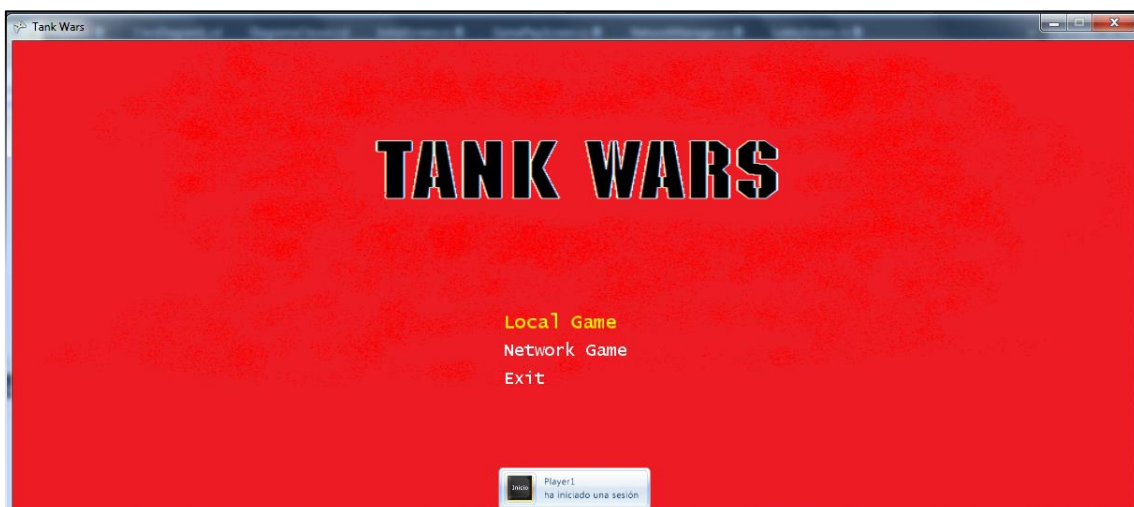 Tank Wars
TANK WARS
Local Game
Network Game
Exit
Inicio
Player1
ha iniciado una sesión